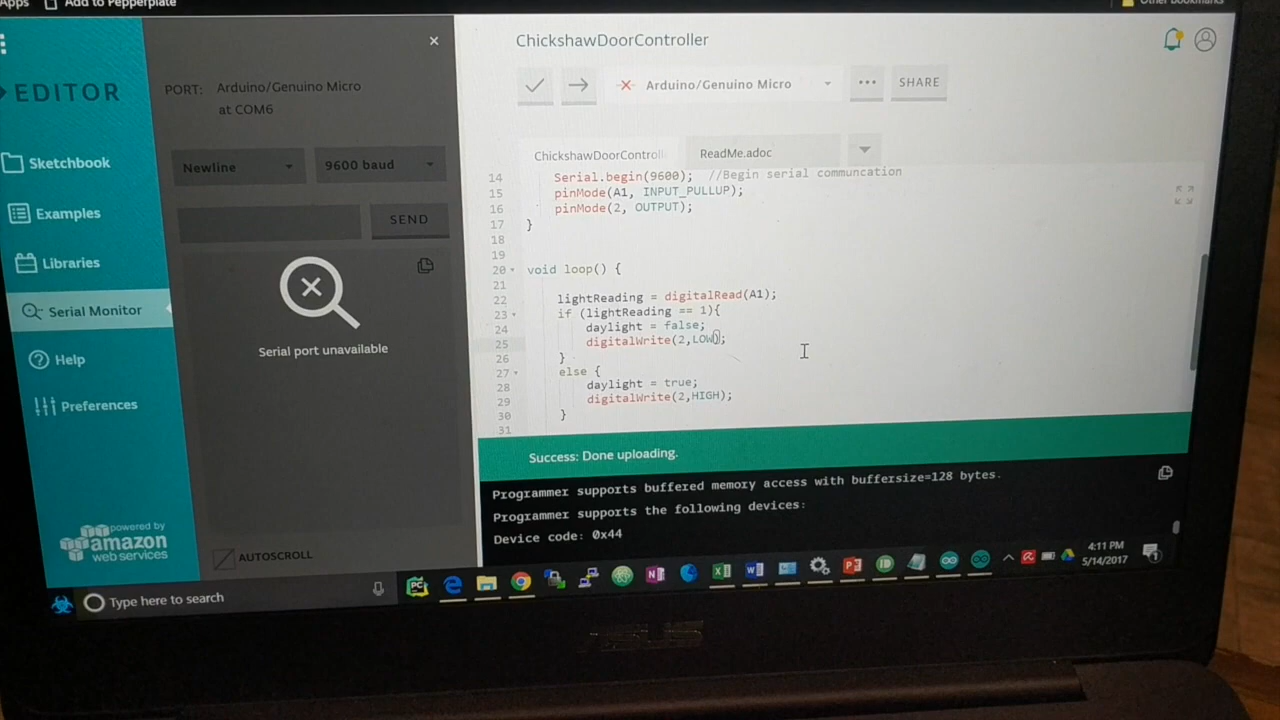 Apps
Add to Pepperplate
Other bookmarks
EDITOR
Sketchbook
Examples
Libraries
Serial Monitor
Help
Preferences
powered by
amazon
web services
PORT: Arduino/Genuino Micro
at COM6
Newline
9600 baud
SEND
Serial port unavailable
AUTOSCROLL
ChickshawDoorController
Arduino/Genuino Micro
SHARE
ChickshawDoorControll
ReadMe.adoc
14 Serial.begin(9600); //Begin serial communcation
15 pinMode(A1, INPUT_PULLUP);
16 pinMode(2, OUTPUT);
17 }
18
19
20 void loop() {
21
22 lightReading = digitalRead(A1);
23 if (lightReading == 1){
24 daylight = false;
25 digitalWrite(2,LOW);
26 }
27 else {
28 daylight = true;
29 digitalWrite(2,HIGH);
30 }
31
Success: Done uploading.
Programmer supports buffered memory access with buffersize=128 bytes.
Programmer supports the following devices:
Device code: 0x44
Type here to search
4:11 PM
5/14/2017